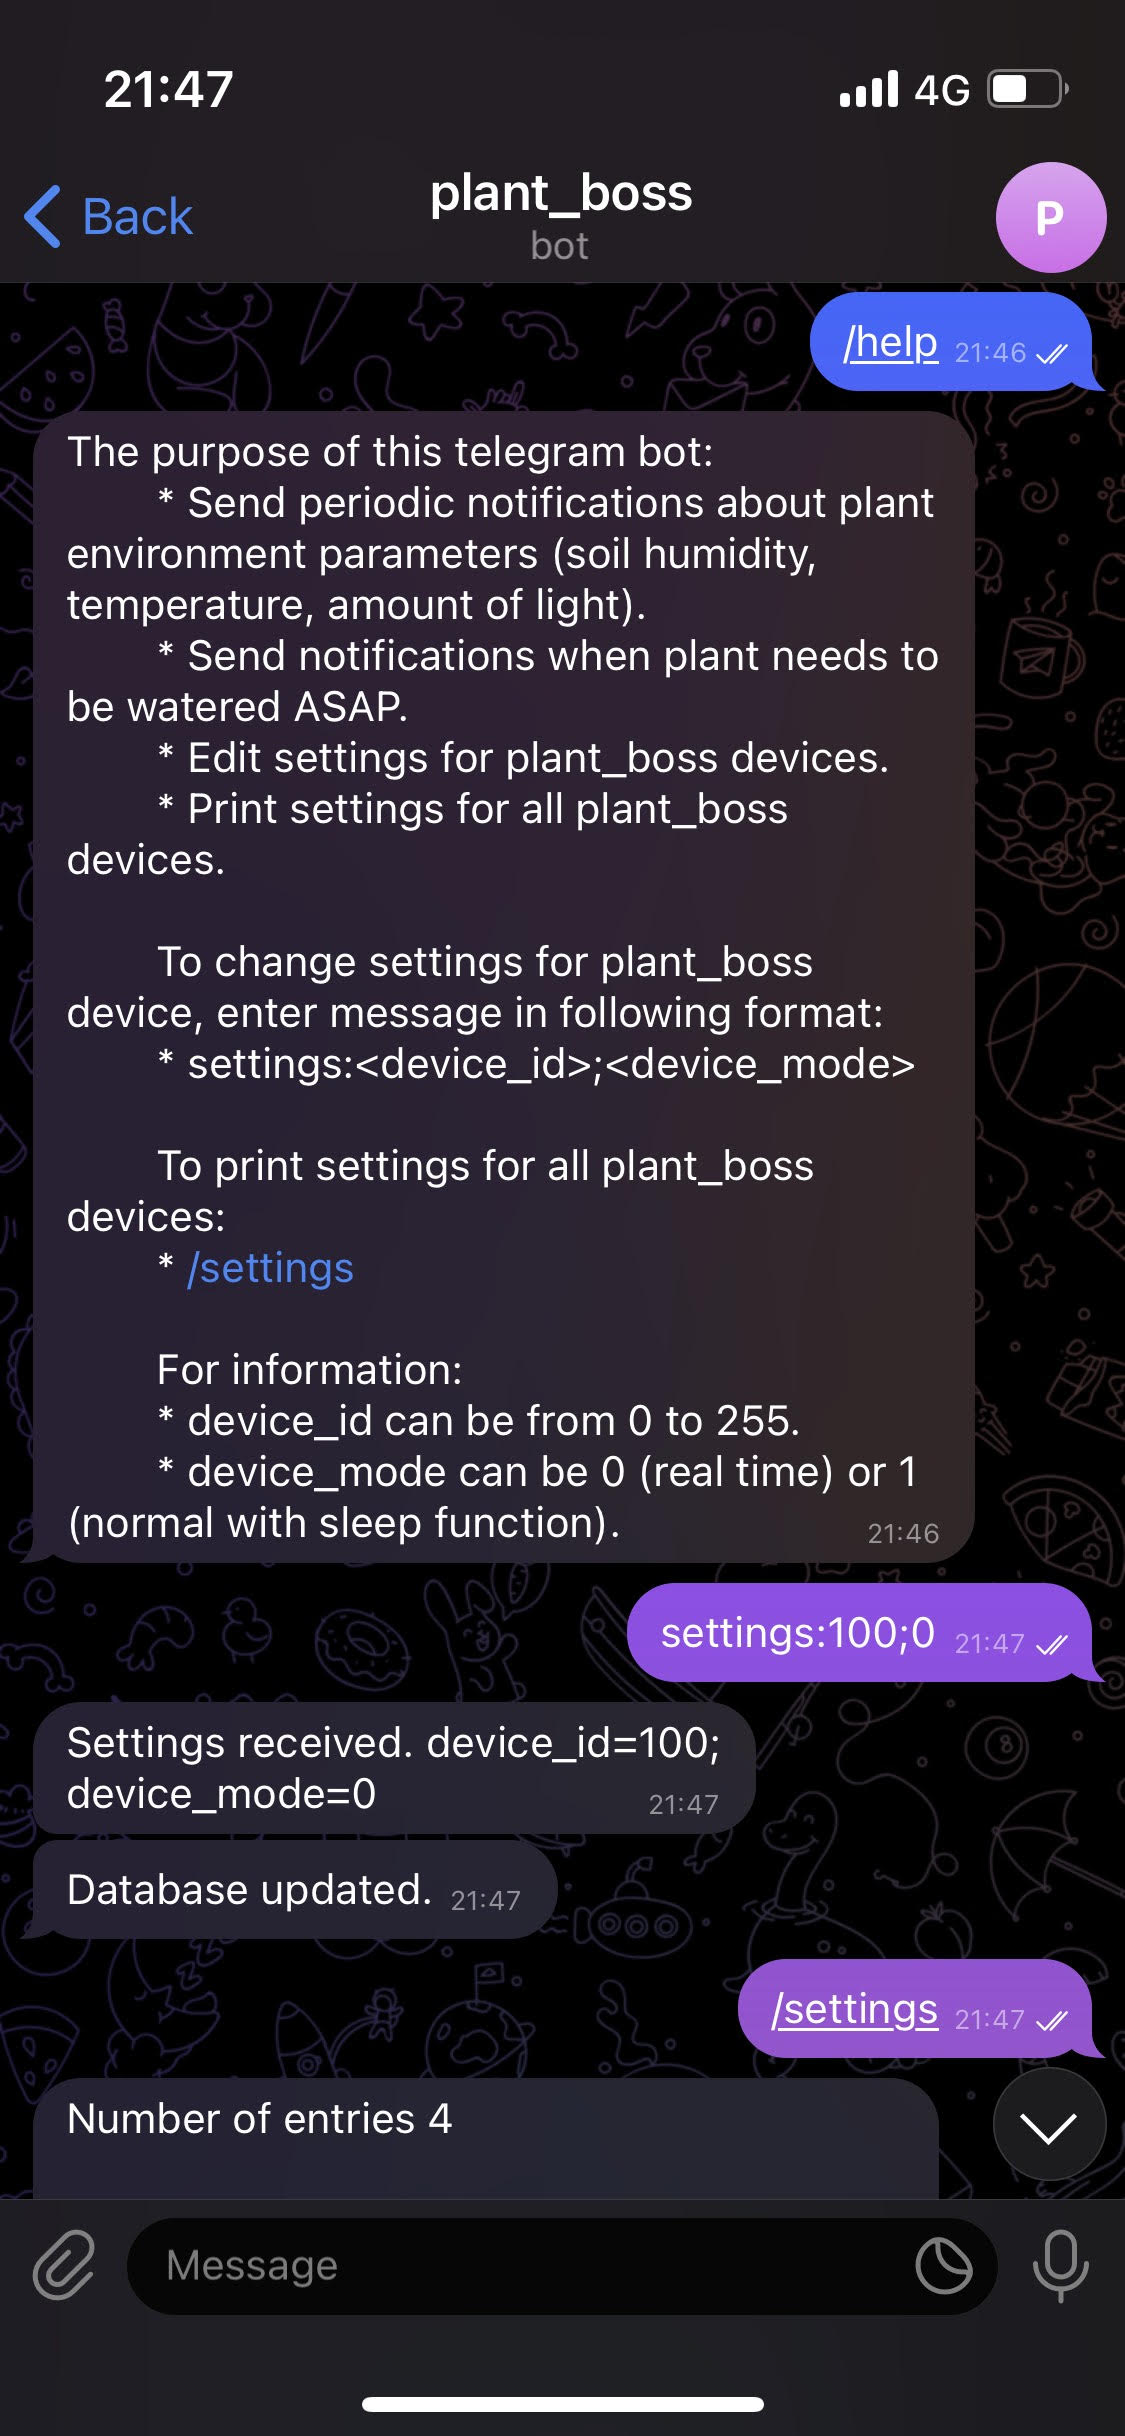 21:47
4G
Back
plant_boss
P
bot
/help 21:46
The purpose of this telegram bot:
* Send periodic notifications about plant
environment parameters (soil humidity,
temperature, amount of light).
* Send notifications when plant needs to
be watered ASAP.
* Edit settings for plant_boss devices.
* Print settings for all plant_boss
devices.
To change settings for plant_boss
device, enter message in following format:
* settings:<device_id>;<device_mode>
To print settings for all plant_boss
devices:
* /settings
For information:
* device_id can be from 0 to 255.
* device_mode can be 0 (real time) or 1
(normal with sleep function). 21:46
settings:100;0 21:47
Settings received. device_id=100;
device_mode=0 21:47
Database updated. 21:47
/settings 21:47
Number of entries 4
Message